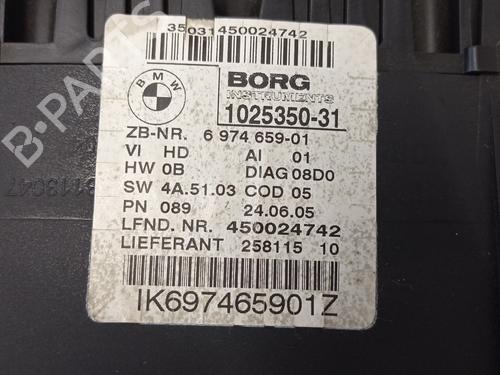 35031450024742
BMW
BORG
INSTRUMENTS
1025350-31
ZB-NR. 6 974 659-01
VI HD AI 01
HW 0B DIAG 08D0
SW 4A.51.03 COD 05
PN 089 24.06.05
LFND. NR. 450024742
LIEFERANT 258115 10
IK697465901Z